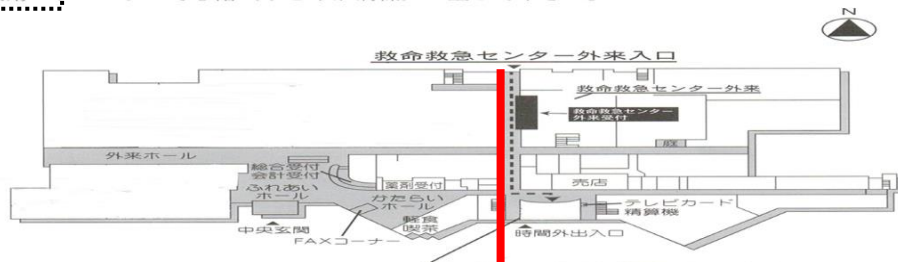 N
救命救急センター外来入口
救命救急センター外来
救命救急センター
外来受付
庭
外来ホール
総合受付
会計受付
薬剤受付
売店
ふれあい
ホール
かたらい
ホール
テレビカード
精算機
軽食
喫茶
中央玄関
時間外出入口
FAXコーナー